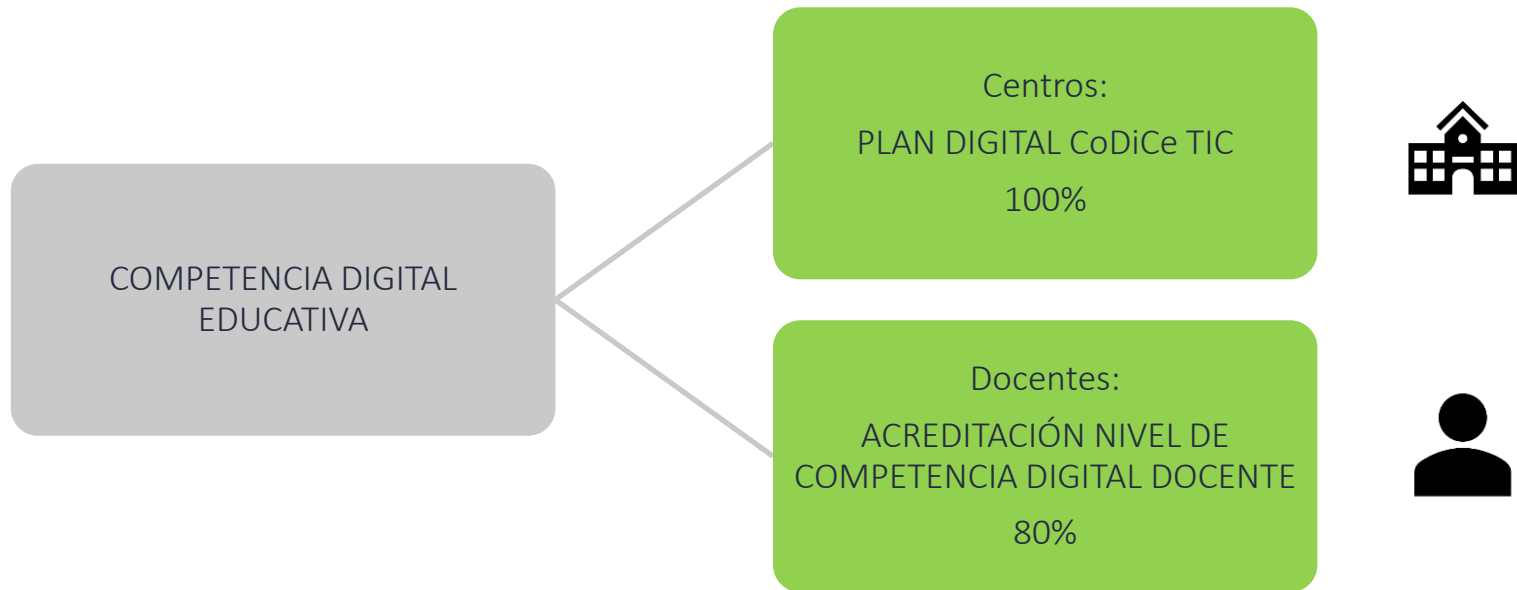 COMPETENCIA DIGITAL
EDUCATIVA
Centros:
PLAN DIGITAL CoDiCe TIC
100%
Docentes:
ACREDITACIÓN NIVEL DE
COMPETENCIA DIGITAL DOCENTE
80%